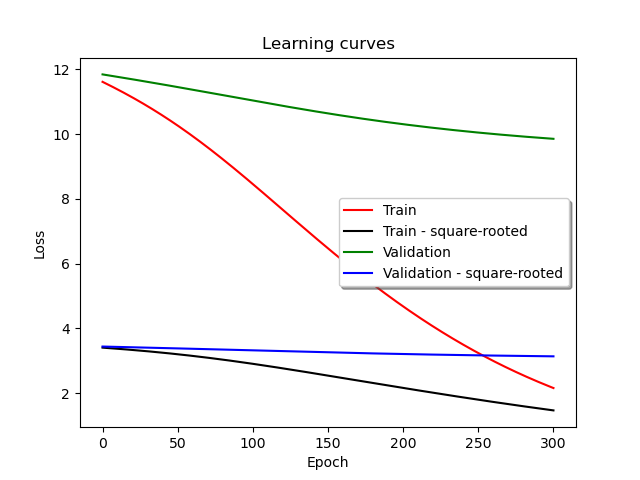 Learning curves
12
10
8
6
4
2
Loss
Train
Train - square-rooted
Validation
Validation - square-rooted
0 50 100 150 200 250 300
Epoch